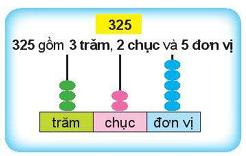 325
325 gồm 3 trăm, 2 chục và 5 đơn vị
trăm chục đơn vị